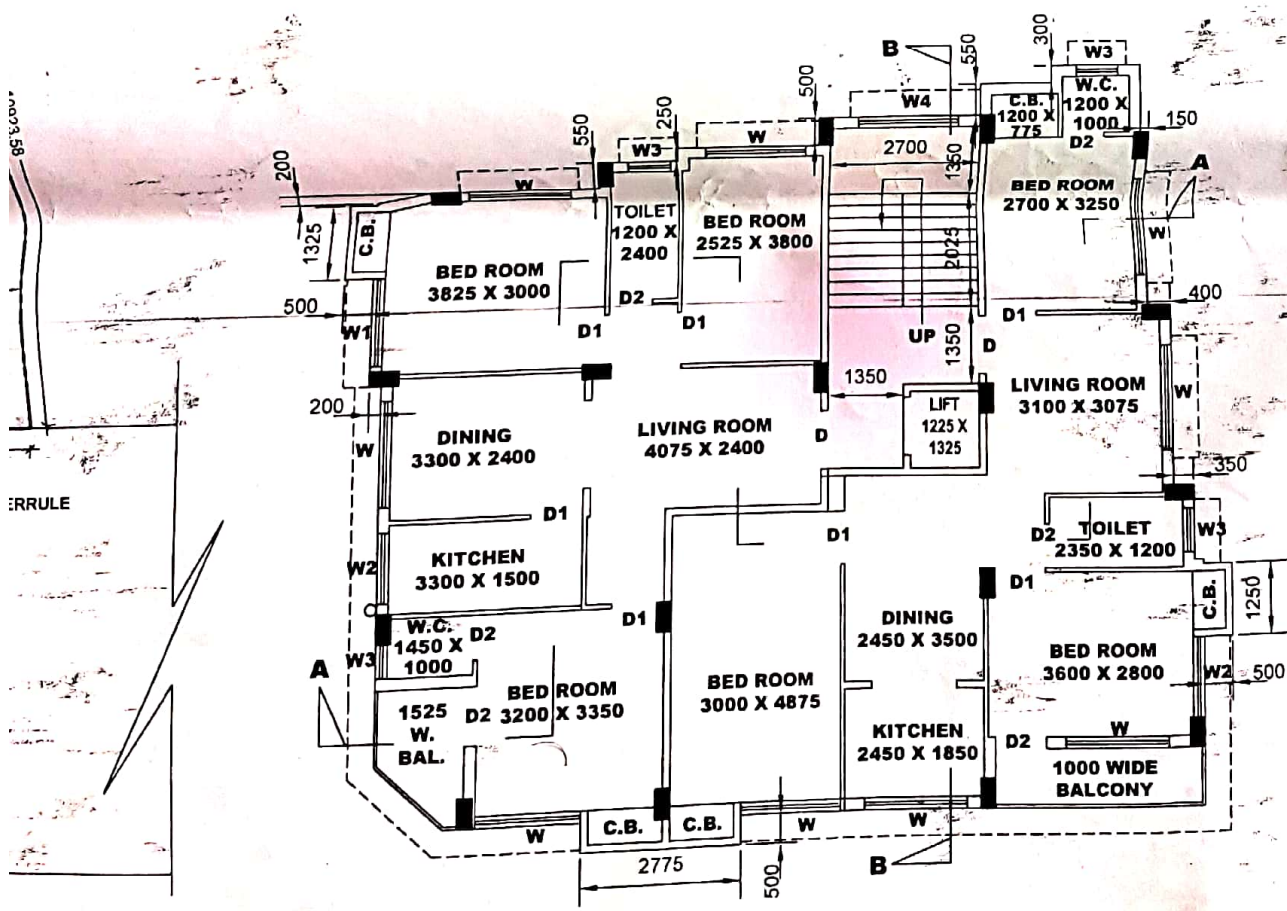 B
550
300
W3
500
W4
W.C.
1200 X
1000
C.B.
1200 X
775
150
D2
250
550
W3
W
2700
1350
A
200
W
TOILET
1200 X
2400
BED ROOM
2525 X 3800
BED ROOM
2700 X 3250
C.B.
1325
BED ROOM
3825 X 3000
2025
W
D2
500
W1
D1
D1
UP
1350
D
D1
400
1350
LIVING ROOM
3100 X 3075
W
200
W
DINING
3300 X 2400
LIVING ROOM
4075 X 2400
D
LIFT
1225 X
1325
350
ERRULE
D1
D1
D2
TOILET
2350 X 1200
W3
W2
KITCHEN
3300 X 1500
D1
C.B.
1250
W.C.
1450 X
1000
D2
D1
DINING
2450 X 3500
W3
A
BED ROOM
3600 X 2800
W2
500
1525
W.
BAL.
D2
BED ROOM
3200 X 3350
BED ROOM
3000 X 4875
KITCHEN
2450 X 1850
D2
W
1000 WIDE
BALCONY
W
C.B.
C.B.
W
W
2775
500
B